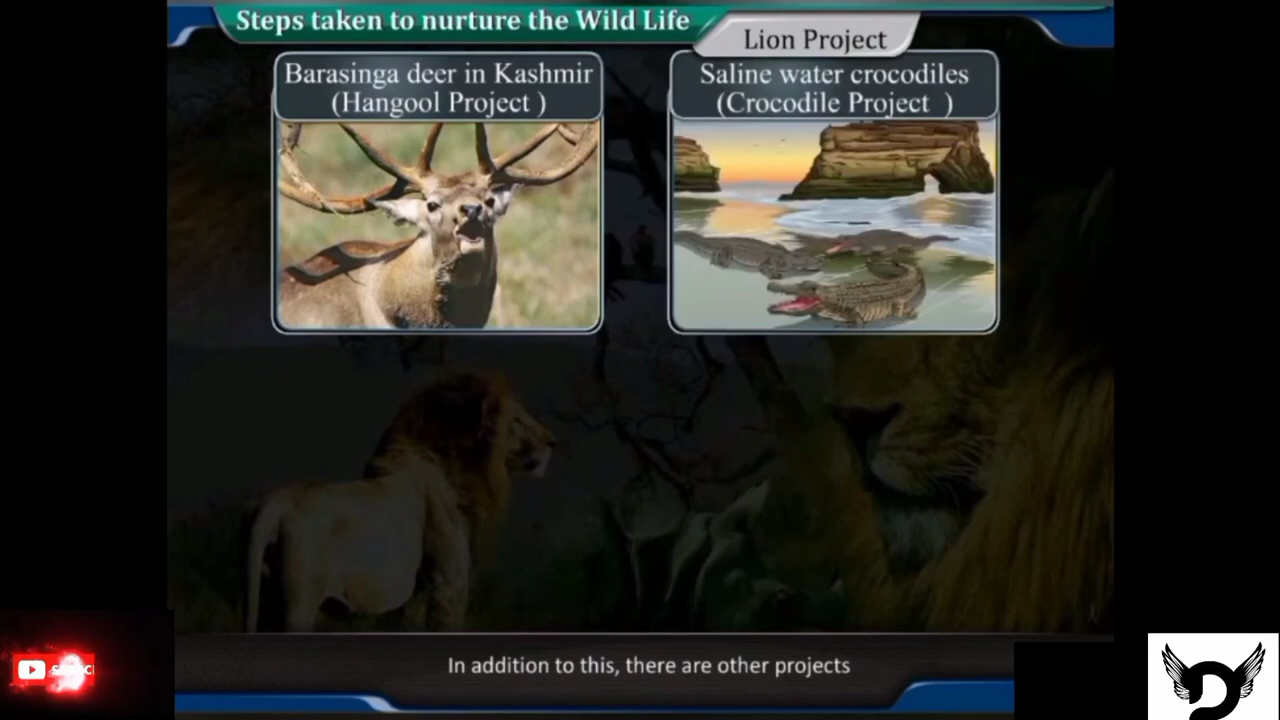 Steps taken to nurture the Wild Life
Lion Project
Barasinga deer in Kashmir
(Hangool Project )
Saline water crocodiles
(Crocodile Project )
In addition to this, there are other projects